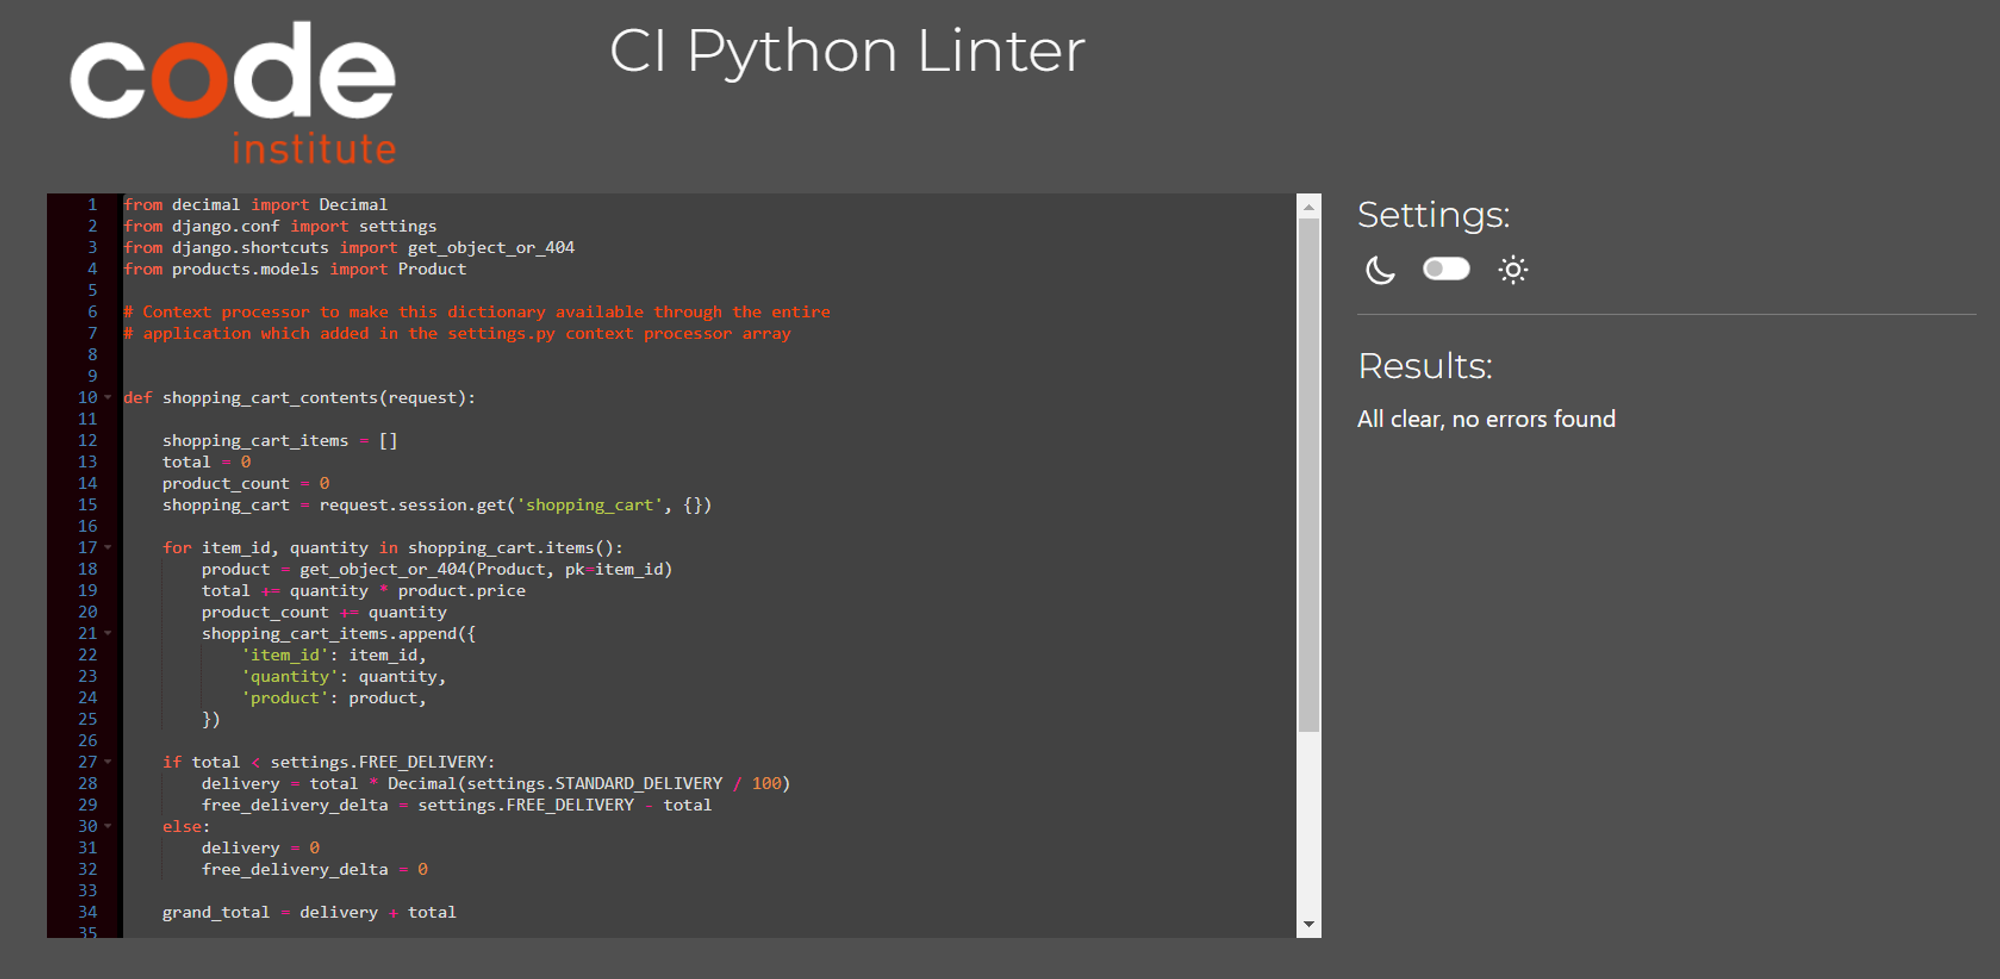 code
institute
CI Python Linter
1 from decimal import Decimal
2 from django.conf import settings
3 from django.shortcuts import get_object_or_404
4 from products.models import Product
5
6 # Context processor to make this dictionary available through the entire
7 # application which added in the settings.py context processor array
8
9
10 def shopping_cart_contents(request):
11
12     shopping_cart_items = []
13     total = 0
14     product_count = 0
15     shopping_cart = request.session.get('shopping_cart', {})
16
17     for item_id, quantity in shopping_cart.items():
18         product = get_object_or_404(Product, pk=item_id)
19         total += quantity * product.price
20         product_count += quantity
21         shopping_cart_items.append({
22             'item_id': item_id,
23             'quantity': quantity,
24             'product': product,
25         })
26
27     if total < settings.FREE_DELIVERY:
28         delivery = total * Decimal(settings.STANDARD_DELIVERY / 100)
29         free_delivery_delta = settings.FREE_DELIVERY - total
30     else:
31         delivery = 0
32         free_delivery_delta = 0
33
34     grand_total = delivery + total
35
Settings:
Results:
All clear, no errors found